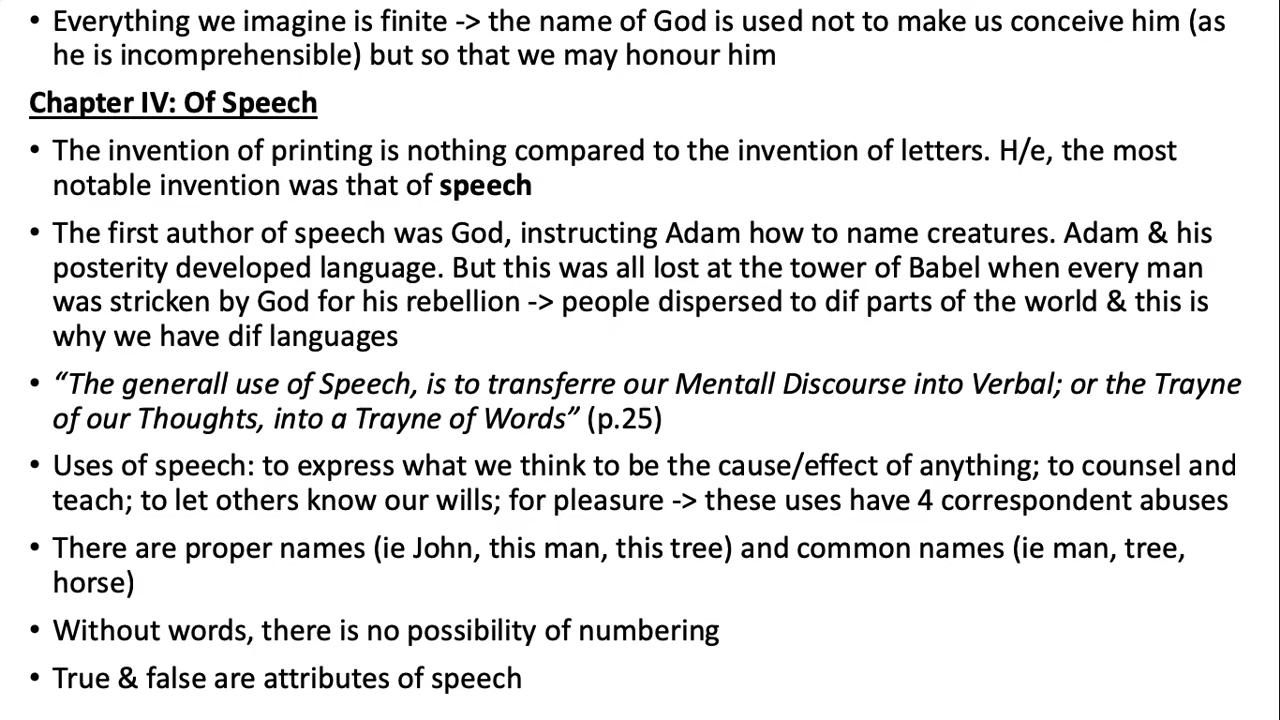 • Everything we imagine is finite -> the name of God is used not to make us conceive him (as
he is incomprehensible) but so that we may honour him
Chapter IV: Of Speech
• The invention of printing is nothing compared to the invention of letters. H/e, the most
notable invention was that of speech
• The first author of speech was God, instructing Adam how to name creatures. Adam & his
posterity developed language. But this was all lost at the tower of Babel when every man
was stricken by God for his rebellion -> people dispersed to dif parts of the world & this is
why we have dif languages
• “The generall use of Speech, is to transferre our Mentall Discourse into Verbal; or the Trayne
of our Thoughts, into a Trayne of Words” (p.25)
• Uses of speech: to express what we think to be the cause/effect of anything; to counsel and
teach; to let others know our wills; for pleasure -> these uses have 4 correspondent abuses
• There are proper names (ie John, this man, this tree) and common names (ie man, tree,
horse)
• Without words, there is no possibility of numbering
• True & false are attributes of speech